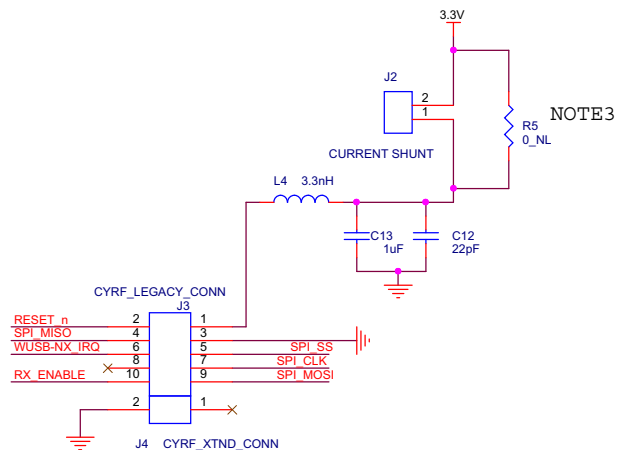 3.3V
J2
2
1
R5
0_NL
NOTE3
CURRENT SHUNT
L4 3.3nH
C13
1uF
C12
22pF
CYRF_LEGACY_CONN
J3
RESET_n 2 1
SPI_MISO 4 3
WUSB-NX_IRQ 6 5 SPI_SS
8 7 SPI_CLK
RX_ENABLE 10 9 SPI_MOSI
2 1
J4 CYRF_XTND_CONN